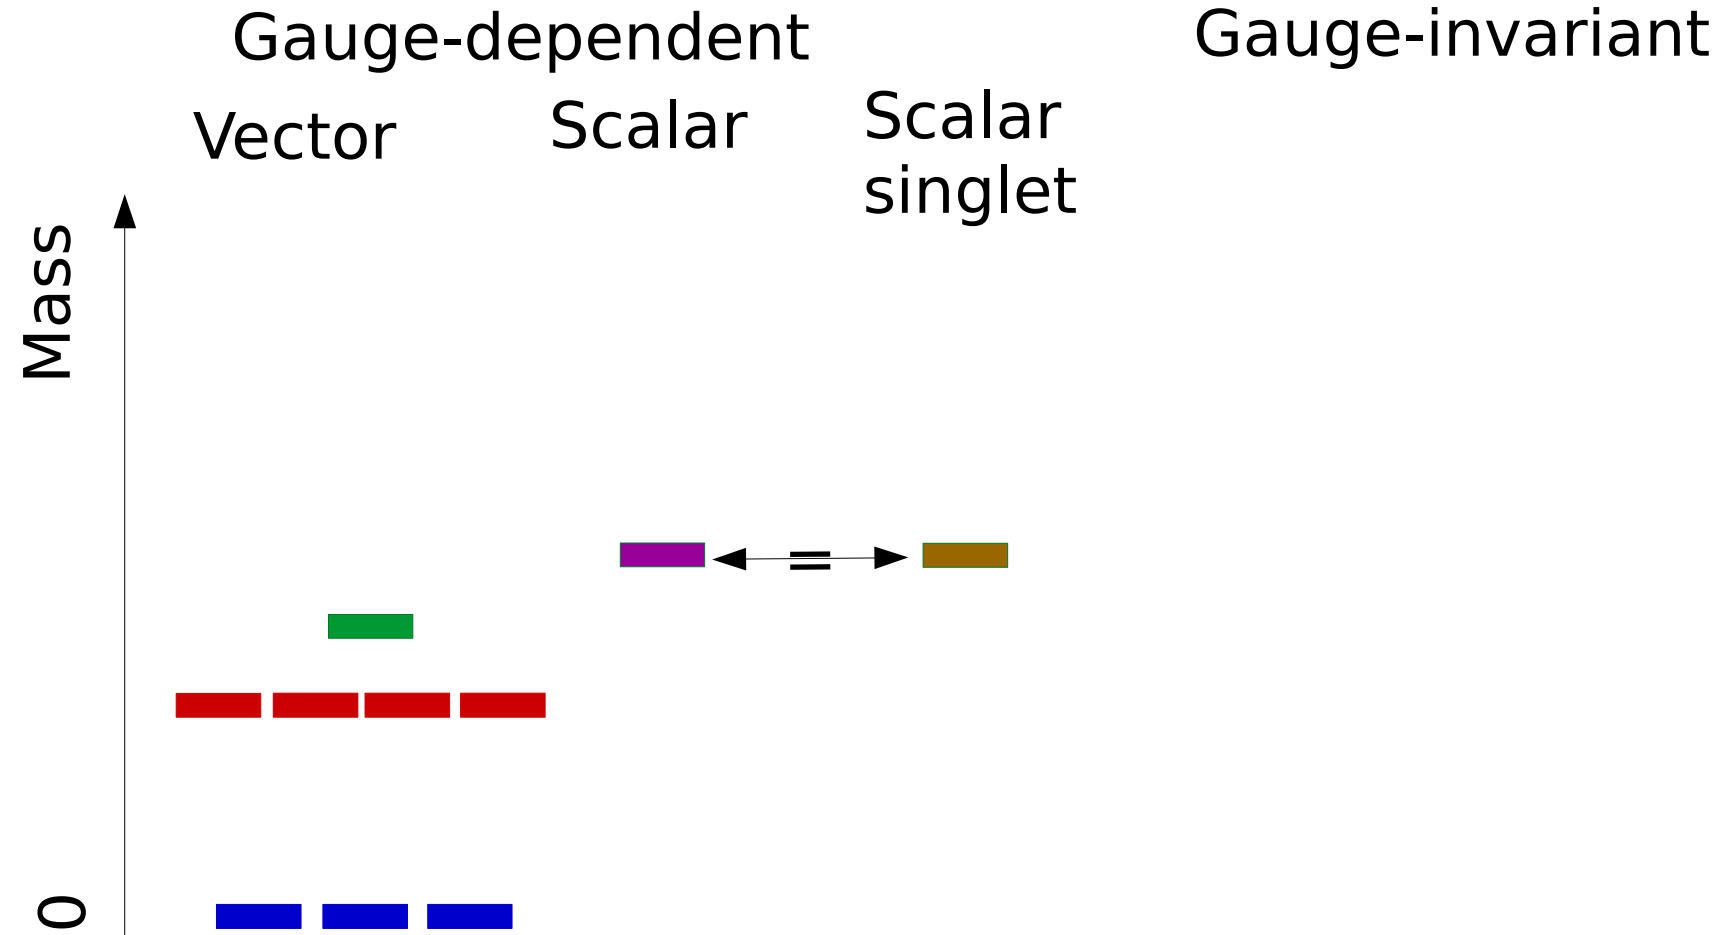 Gauge-dependent
Gauge-invariant
Vector
Scalar
Scalar
singlet
Mass
=
0